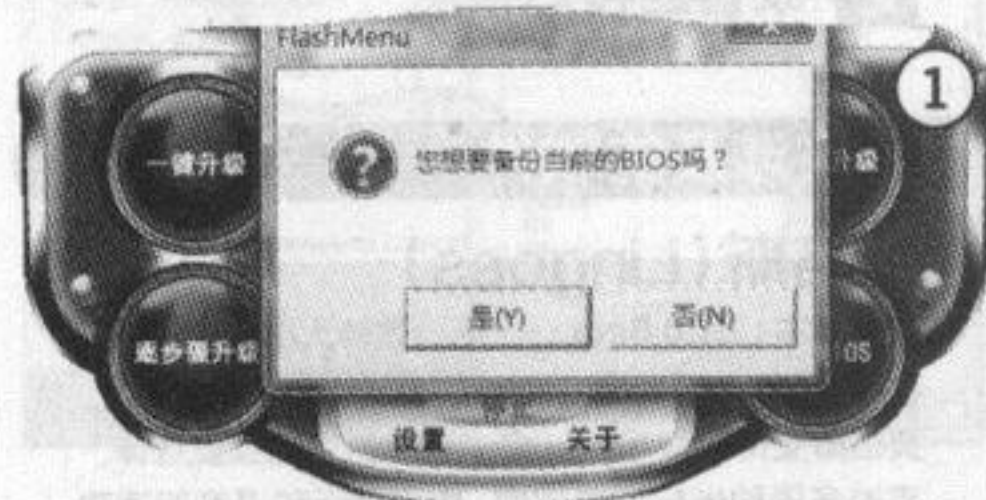 FlashMenu
1
一键升级
您想要备份当前的BIOS吗？
升级
是(Y)
否(N)
逐步骤升级
OS
设置
关于